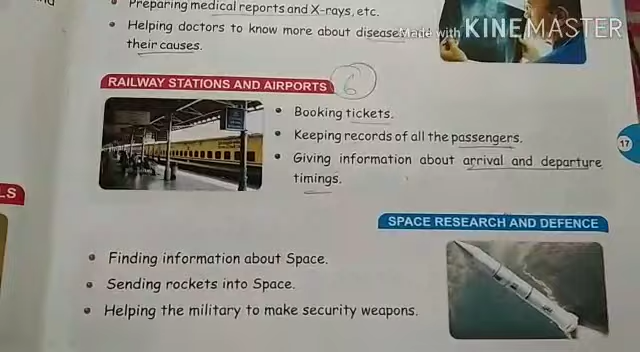 Preparing medical reports and X-rays, etc.
Helping doctors to know more about diseases
their causes.
Made with KINEMASTER
RAILWAY STATIONS AND AIRPORTS
6
Booking tickets.
Keeping records of all the passengers.
Giving information about arrival and departure
timings.
17
LS
SPACE RESEARCH AND DEFENCE
Finding information about Space.
Sending rockets into Space.
Helping the military to make security weapons.